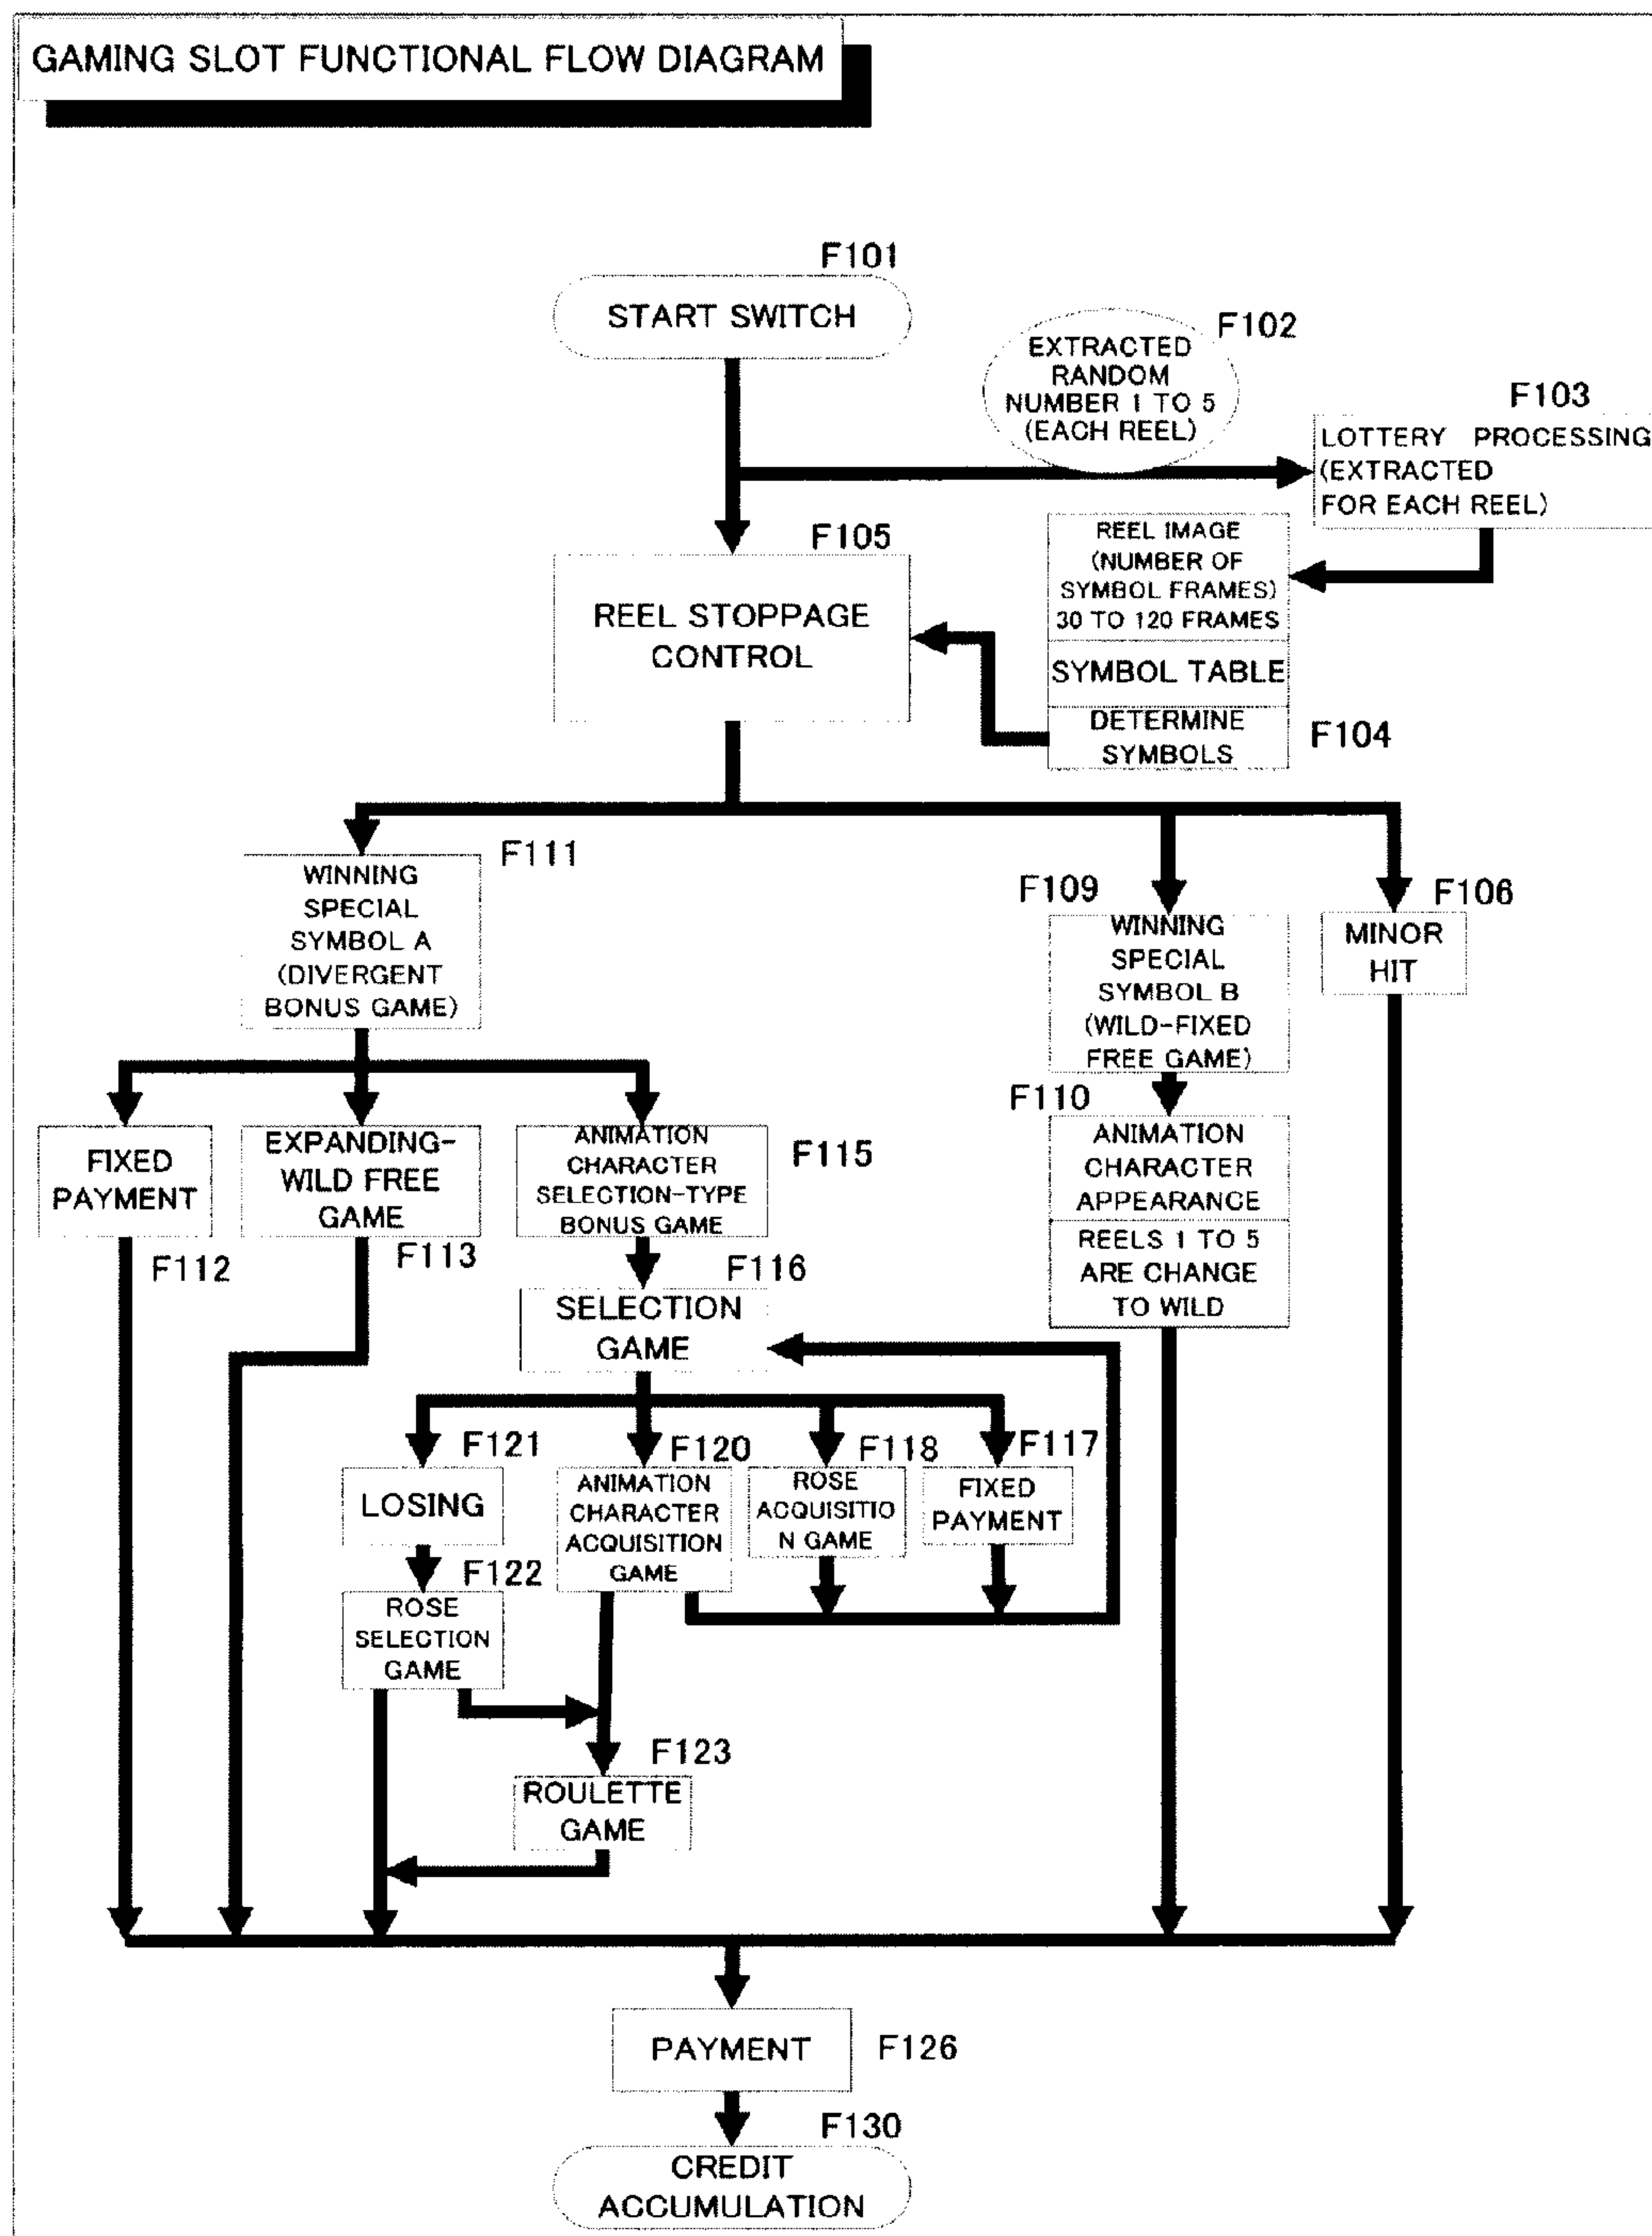 GAMING SLOT FUNCTIONAL FLOW DIAGRAM
F101
START SWITCH
F102
EXTRACTED
RANDOM
NUMBER 1 TO 5
(EACH REEL)
F103
LOTTERY PROCESSING
(EXTRACTED
FOR EACH REEL)
F105
REEL STOPPAGE
CONTROL
REEL IMAGE
(NUMBER OF
SYMBOL FRAMES)
30 TO 120 FRAMES
SYMBOL TABLE
DETERMINE
SYMBOLS
F104
F111
WINNING
SPECIAL
SYMBOL A
(DIVERGENT
BONUS GAME)
F109
WINNING
SPECIAL
SYMBOL B
(WILD-FIXED
FREE GAME)
F106
MINOR
HIT
F110
ANIMATION
CHARACTER
APPEARANCE
REELS 1 TO 5
ARE CHANGE
TO WILD
FIXED
PAYMENT
F112
EXPANDING-
WILD FREE
GAME
F113
ANIMATION
CHARACTER
SELECTION-TYPE
BONUS GAME
F115
F116
SELECTION
GAME
F121
LOSING
F120
ANIMATION
CHARACTER
ACQUISITION
GAME
F118
ROSE
ACQUISITIO
N GAME
F117
FIXED
PAYMENT
F122
ROSE
SELECTION
GAME
F123
ROULETTE
GAME
PAYMENT
F126
F130
CREDIT
ACCUMULATION